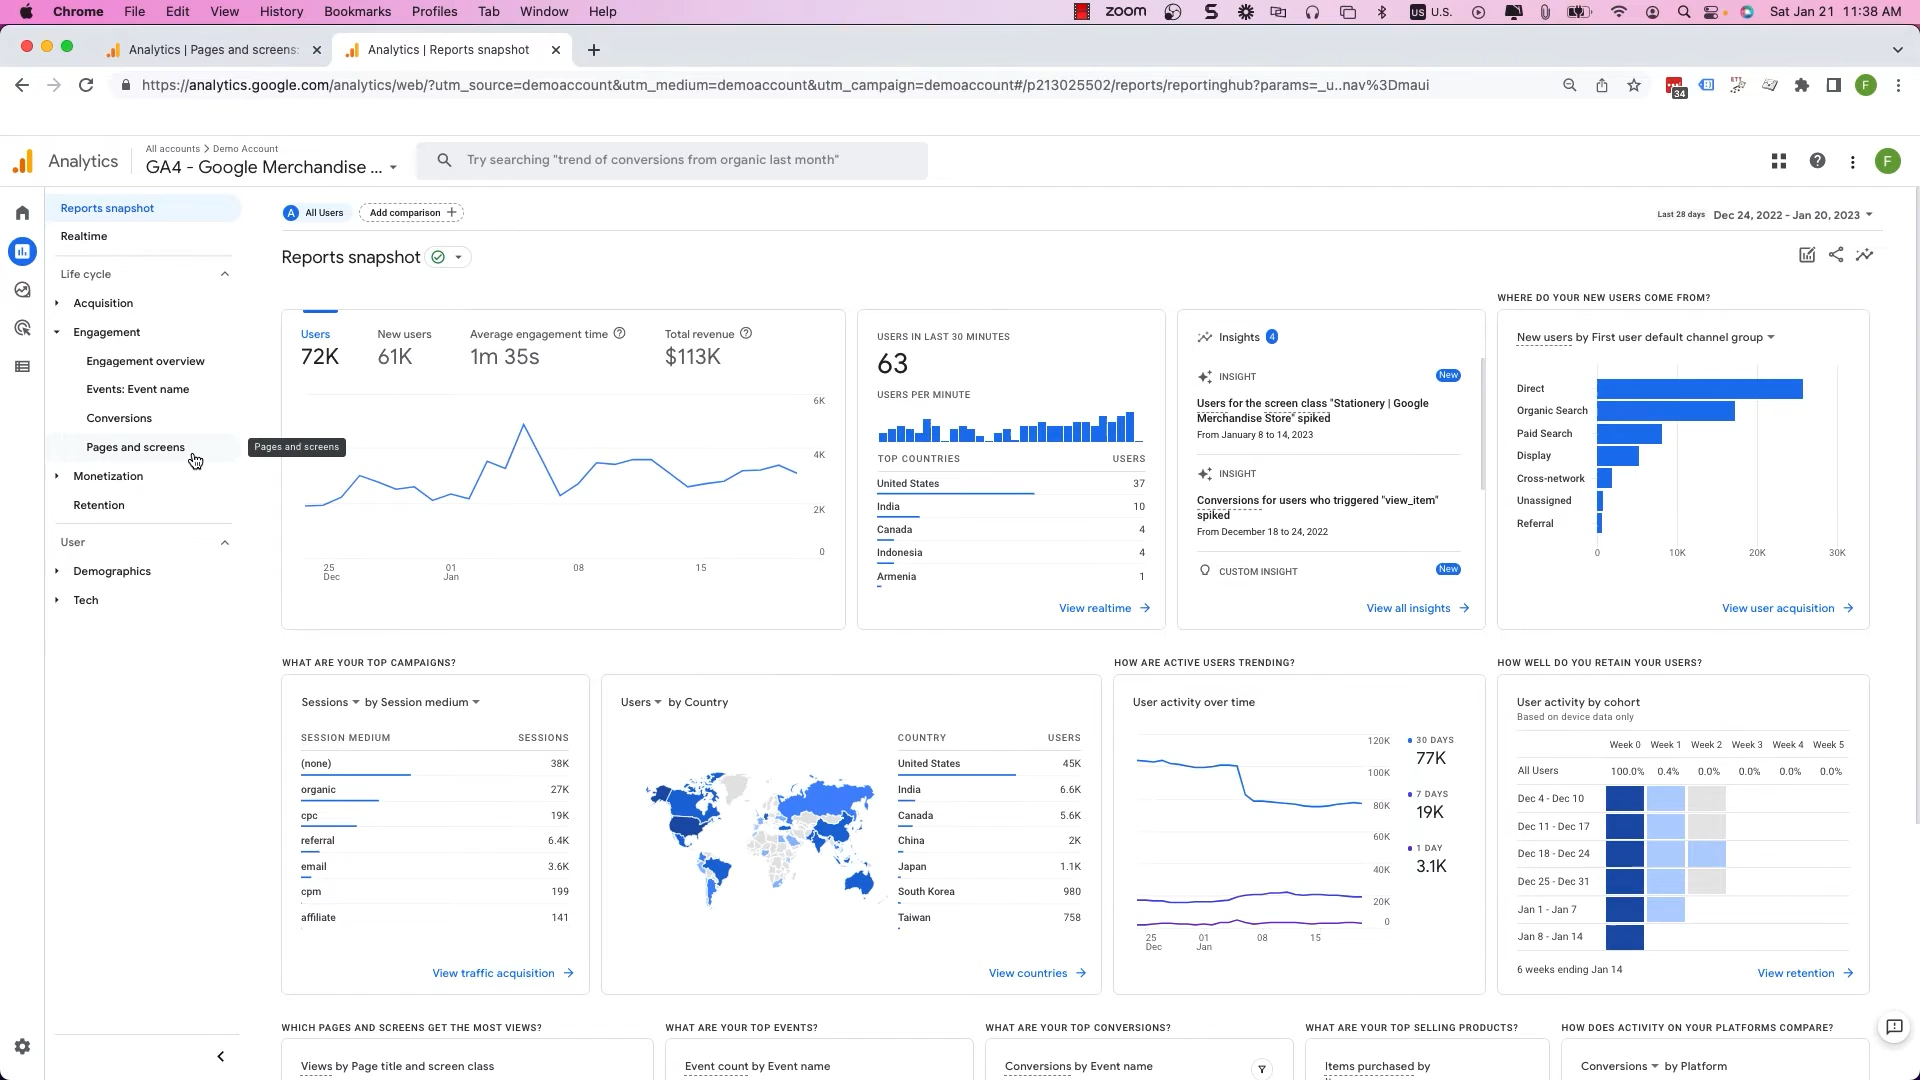 Chrome File Edit View History Bookmarks Profiles Tab Window Help zoom US U.S. Sat Jan 21 11:38 AM
Analytics | Pages and screens: Analytics | Reports snapshot
https://analytics.google.com/analytics/web/?utm_source=demoaccount&utm_medium=demoaccount&utm_campaign=demoaccount#/p213025502/reports/reportinghub?params=_u..nav%3Dmaui 34 F
Analytics
All accounts > Demo Account
GA4 - Google Merchandise ...
Try searching "trend of conversions from organic last month"
F
Reports snapshot
Realtime
Life cycle
Acquisition
Engagement
Engagement overview
Events: Event name
Conversions
Pages and screens
Pages and screens
Monetization
Retention
User
Demographics
Tech
A All Users Add comparison +
Last 28 days Dec 24, 2022 - Jan 20, 2023
Reports snapshot
Users New users Average engagement time Total revenue
72K 61K 1m 35s $113K
6K
4K
2K
0
25 01 08 15
Dec Jan
USERS IN LAST 30 MINUTES
63
USERS PER MINUTE
TOP COUNTRIES USERS
United States 37
India 10
Canada 4
Indonesia 4
Armenia 1
View realtime
Insights 4
INSIGHT New
Users for the screen class "Stationery | Google
Merchandise Store" spiked
From January 8 to 14, 2023
INSIGHT
Conversions for users who triggered "view_item"
spiked
From December 18 to 24, 2022
CUSTOM INSIGHT New
View all insights
WHERE DO YOUR NEW USERS COME FROM?
New users by First user default channel group
Direct
Organic Search
Paid Search
Display
Cross-network
Unassigned
Referral
0 10K 20K 30K
View user acquisition
WHAT ARE YOUR TOP CAMPAIGNS?
Sessions by Session medium
SESSION MEDIUM SESSIONS
(none) 38K
organic 27K
cpc 19K
referral 6.4K
email 3.6K
cpm 199
affiliate 141
View traffic acquisition
Users by Country
COUNTRY USERS
United States 45K
India 6.6K
Canada 5.6K
China 2K
Japan 1.1K
South Korea 980
Taiwan 758
View countries
HOW ARE ACTIVE USERS TRENDING?
User activity over time
120K
100K
80K
60K
40K
20K
0
25 01 08 15
Dec Jan
30 DAYS
77K
7 DAYS
19K
1 DAY
3.1K
HOW WELL DO YOU RETAIN YOUR USERS?
User activity by cohort
Based on device data only
Week 0 Week 1 Week 2 Week 3 Week 4 Week 5
All Users 100.0% 0.4% 0.0% 0.0% 0.0% 0.0%
Dec 4 - Dec 10
Dec 11 - Dec 17
Dec 18 - Dec 24
Dec 25 - Dec 31
Jan 1 - Jan 7
Jan 8 - Jan 14
6 weeks ending Jan 14
View retention
WHICH PAGES AND SCREENS GET THE MOST VIEWS?
Views by Page title and screen class
WHAT ARE YOUR TOP EVENTS?
Event count by Event name
WHAT ARE YOUR TOP CONVERSIONS?
Conversions by Event name
WHAT ARE YOUR TOP SELLING PRODUCTS?
Items purchased by
HOW DOES ACTIVITY ON YOUR PLATFORMS COMPARE?
Conversions by Platform